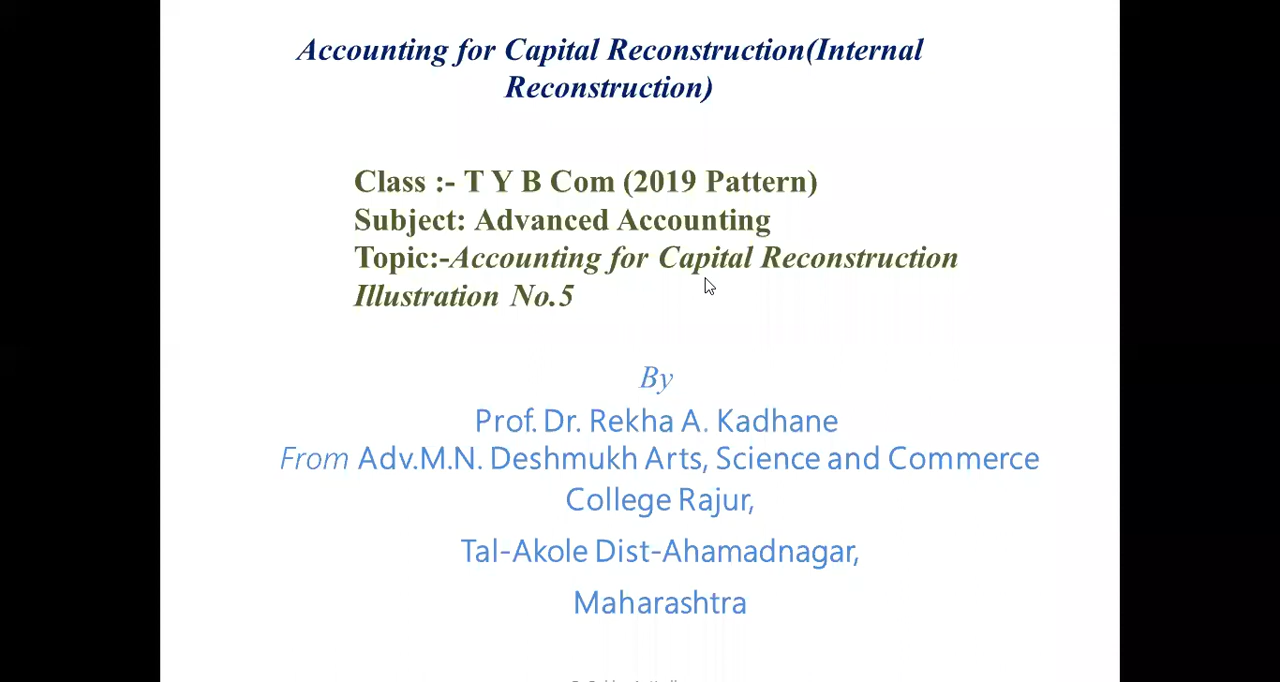 Accounting for Capital Reconstruction(Internal
Reconstruction)
Class :- T Y B Com (2019 Pattern)
Subject: Advanced Accounting
Topic:-Accounting for Capital Reconstruction
Illustration No.5
By
Prof. Dr. Rekha A. Kadhane
From Adv.M.N. Deshmukh Arts, Science and Commerce
College Rajur,
Tal-Akole Dist-Ahamadnagar,
Maharashtra